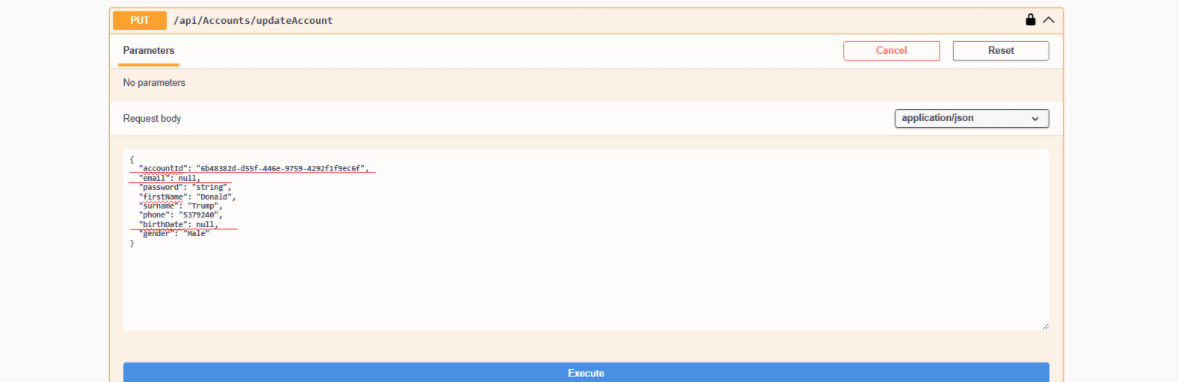 PUT /api/Accounts/updateAccount
Parameters
Cancel
Reset
No parameters
Request body
application/json
{
"accountId": "6b48382d-d55f-446e-9759-4292f1f9ec6f",
"email": null,
"password": "string",
"firstName": "Donald",
"surname": "Trump",
"phone": "5379240",
"birthDate": null,
"gender": "Male"
}
Execute